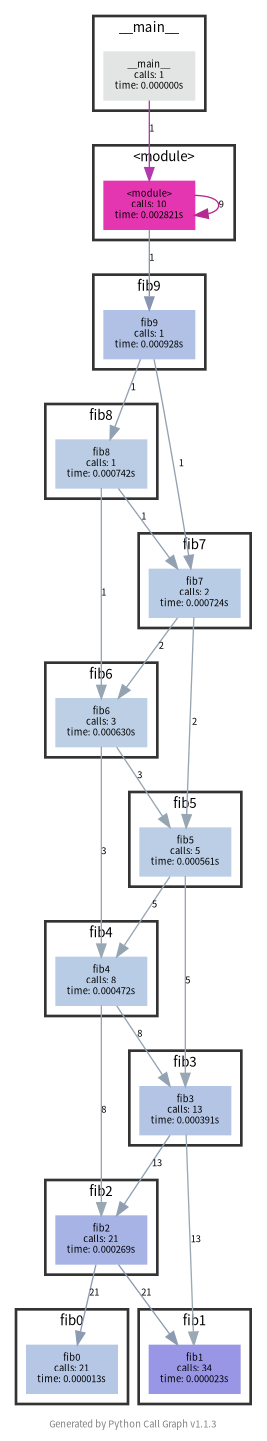 __main__
__main__
calls: 1
time: 0.000000s
1
<module>
<module>
calls: 10
time: 0.002821s
9
1
fib9
fib9
calls: 1
time: 0.000928s
1
fib8
fib8
calls: 1
time: 0.000742s
1
1
fib7
fib7
calls: 2
time: 0.000724s
1
2
fib6
fib6
calls: 3
time: 0.000630s
2
3
fib5
fib5
calls: 5
time: 0.000561s
3
5
fib4
fib4
calls: 8
time: 0.000472s
5
8
fib3
fib3
calls: 13
time: 0.000391s
8
13
fib2
fib2
calls: 21
time: 0.000269s
13
21
21
fib0
fib0
calls: 21
time: 0.000013s
fib1
fib1
calls: 34
time: 0.000023s
Generated by Python Call Graph v1.1.3